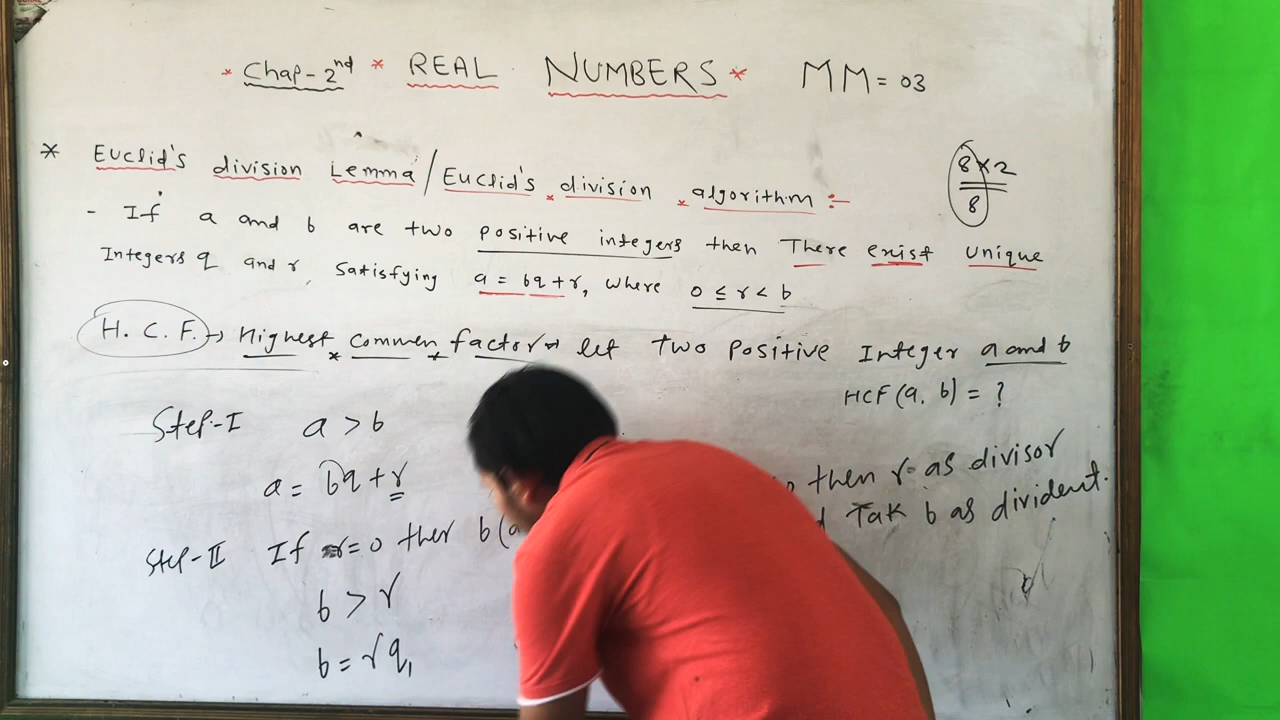 * Chap-2nd * REAL NUMBERS * MM = 03
* Euclid's division Lemma/Euclid's division algorithm :-
8×2
8
- If a and b are two positive integers then There exist unique
Integers q and r satisfying a = bq + r, where 0 ≤ r < b
H. C. F. → Highest common factor → let two positive Integer a and b
HCF (a, b) = ?
Step-I a > b
then r as divisor
a = bq + r
Tak b as divident.
Step-II If r = 0 then b
b > r
b = rq₁